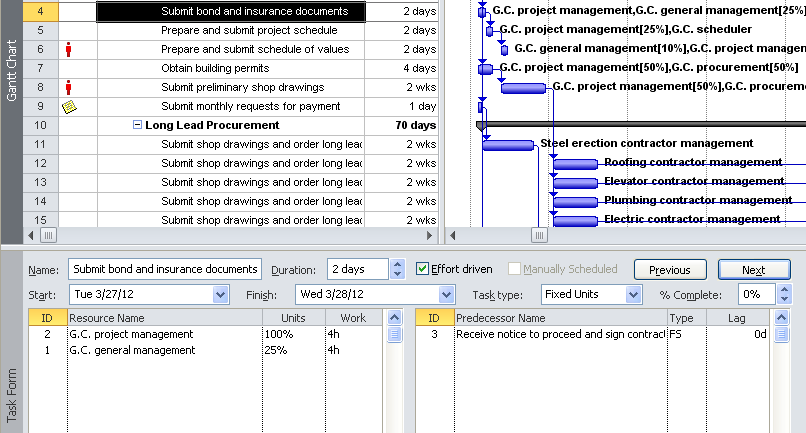 Gantt Chart
4 Submit bond and insurance documents 2 days G.C. project management,G.C. general management[25%]
5 Prepare and submit project schedule 2 days G.C. project management[25%],G.C. scheduler
6 Prepare and submit schedule of values 2 days G.C. general management[10%],G.C. project manag
7 Obtain building permits 4 days G.C. project management[50%],G.C. procurement[50%]
8 Submit preliminary shop drawings 2 wks G.C. project management[50%],G.C. procurem
9 Submit monthly requests for payment 1 day
10 Long Lead Procurement 70 days
11 Submit shop drawings and order long lead 2 wks Steel erection contractor management
12 Submit shop drawings and order long lead 2 wks Roofing contractor management
13 Submit shop drawings and order long lead 2 wks Elevator contractor management
14 Submit shop drawings and order long lead 2 wks Plumbing contractor management
15 Submit shop drawings and order long lead 2 wks Electric contractor management
Task Form
Name: Submit bond and insurance documents Duration: 2 days Effort driven Manually Scheduled Previous Next
Start: Tue 3/27/12 Finish: Wed 3/28/12 Task type: Fixed Units % Complete: 0%
ID Resource Name Units Work ID Predecessor Name Type Lag
2 G.C. project management 100% 4h 3 Receive notice to proceed and sign contrac FS 0d
1 G.C. general management 25% 4h